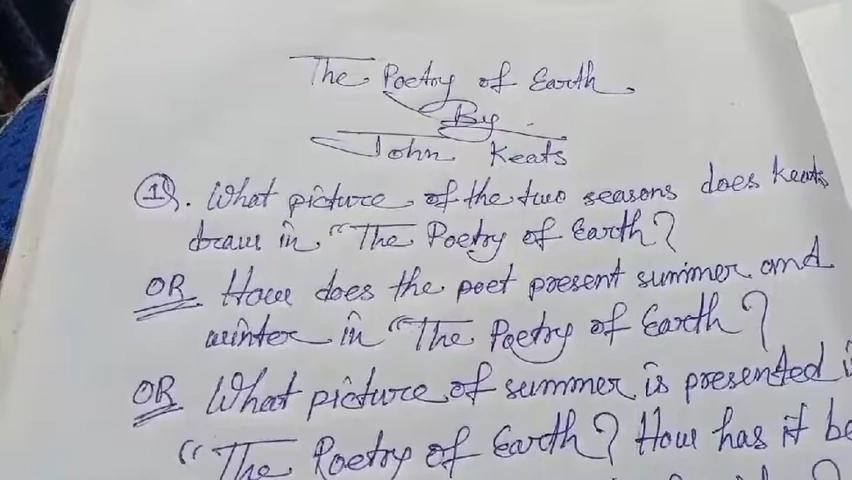 The Poetry of Earth.
By
John Keats
1. What picture of the two seasons does Keats
draw in "The Poetry of Earth?
OR How does the poet present summer and
winter in "The Poetry of Earth?
OR What picture of summer is presented
"The Poetry of Earth? How has it